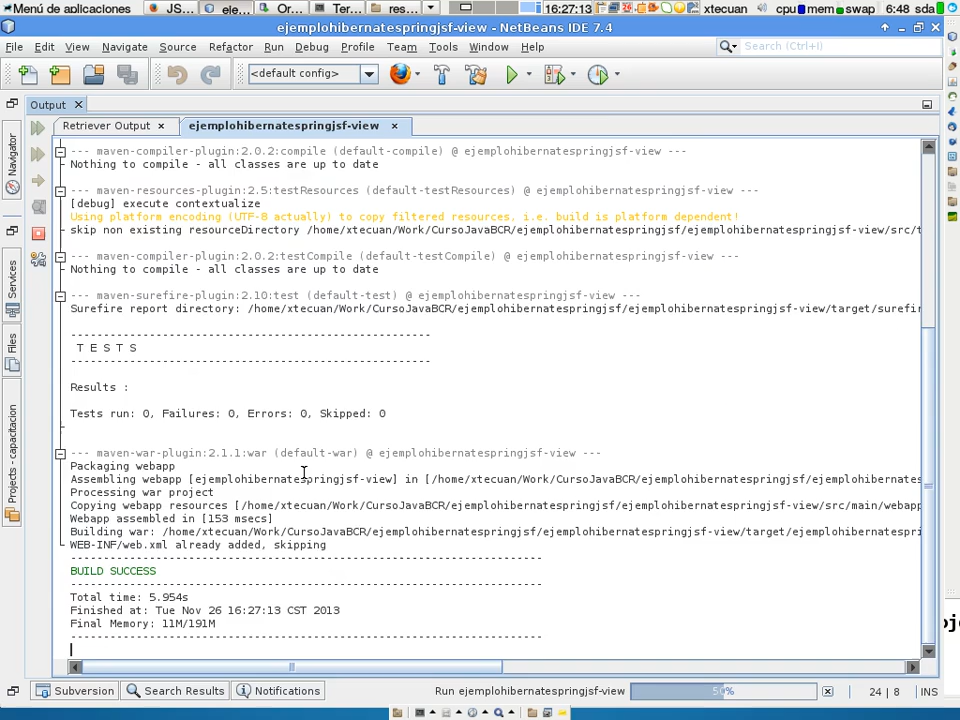 Menú de aplicaciones JS... ele... Or... Ter... res... 16:27:13 xtecuan cpu mem swap 6:48 sda
ejemplohibernatespringjsf-view - NetBeans IDE 7.4
File Edit View Navigate Source Refactor Run Debug Profile Team Tools Window Help Search (Ctrl+I)
<default config>
Output
Retriever Output ejemplohibernatespringjsf-view
Navigator
Services
Files
Projects - capacitacion
--- maven-compiler-plugin:2.0.2:compile (default-compile) @ ejemplohibernatespringjsf-view ---
Nothing to compile - all classes are up to date
--- maven-resources-plugin:2.5:testResources (default-testResources) @ ejemplohibernatespringjsf-view ---
[debug] execute contextualize
Using platform encoding (UTF-8 actually) to copy filtered resources, i.e. build is platform dependent!
skip non existing resourceDirectory /home/xtecuan/Work/CursoJavaBCR/ejemplohibernatespringjsf/ejemplohibernatespringjsf-view/src/t
--- maven-compiler-plugin:2.0.2:testCompile (default-testCompile) @ ejemplohibernatespringjsf-view ---
Nothing to compile - all classes are up to date
--- maven-surefire-plugin:2.10:test (default-test) @ ejemplohibernatespringjsf-view ---
Surefire report directory: /home/xtecuan/Work/CursoJavaBCR/ejemplohibernatespringjsf/ejemplohibernatespringjsf-view/target/surefir
-------------------------------------------------------
T E S T S
-------------------------------------------------------
Results :
Tests run: 0, Failures: 0, Errors: 0, Skipped: 0
--- maven-war-plugin:2.1.1:war (default-war) @ ejemplohibernatespringjsf-view ---
Packaging webapp
Assembling webapp [ejemplohibernatespringjsf-view] in [/home/xtecuan/Work/CursoJavaBCR/ejemplohibernatespringjsf/ejemplohibernates
Processing war project
Copying webapp resources [/home/xtecuan/Work/CursoJavaBCR/ejemplohibernatespringjsf/ejemplohibernatespringjsf-view/src/main/webapp
Webapp assembled in [153 msecs]
Building war: /home/xtecuan/Work/CursoJavaBCR/ejemplohibernatespringjsf/ejemplohibernatespringjsf-view/target/ejemplohibernatespri
WEB-INF/web.xml already added, skipping
------------------------------------------------------------------------
BUILD SUCCESS
------------------------------------------------------------------------
Total time: 5.954s
Finished at: Tue Nov 26 16:27:13 CST 2013
Final Memory: 11M/191M
------------------------------------------------------------------------
Subversion Search Results Notifications Run ejemplohibernatespringjsf-view 50% 24 | 8 INS